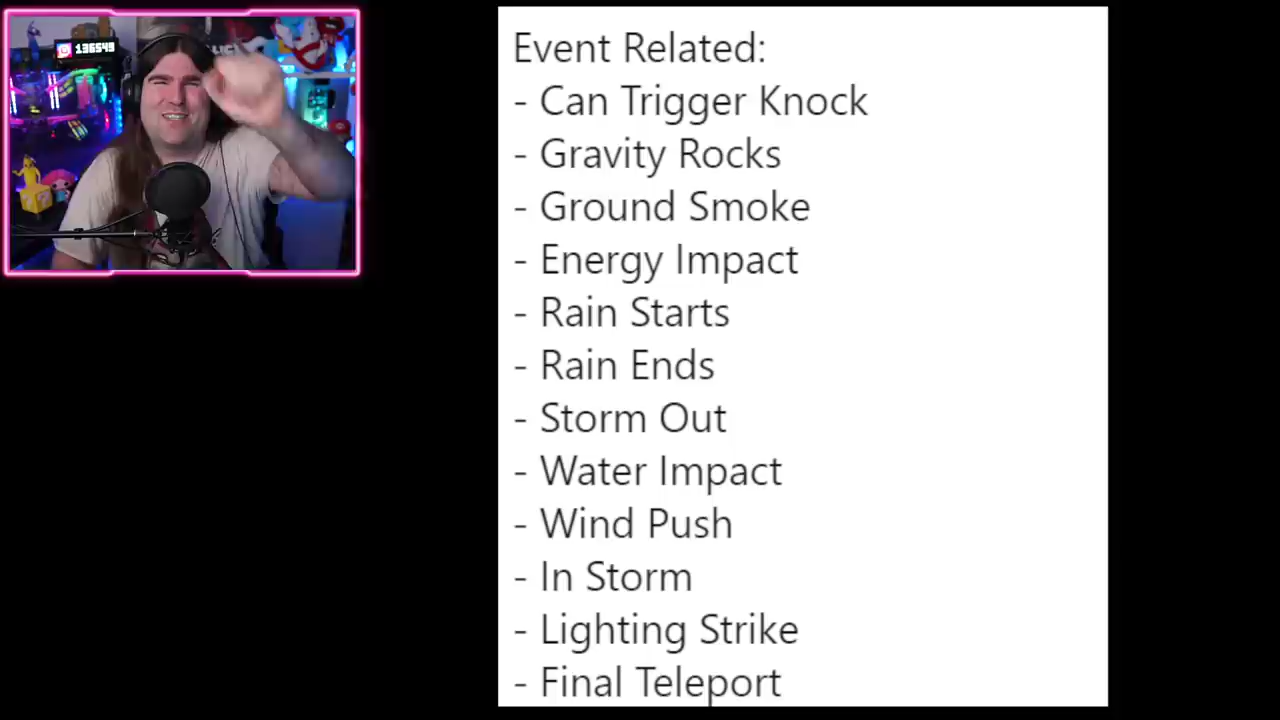 136549
Event Related:
- Can Trigger Knock
- Gravity Rocks
- Ground Smoke
- Energy Impact
- Rain Starts
- Rain Ends
- Storm Out
- Water Impact
- Wind Push
- In Storm
- Lighting Strike
- Final Teleport